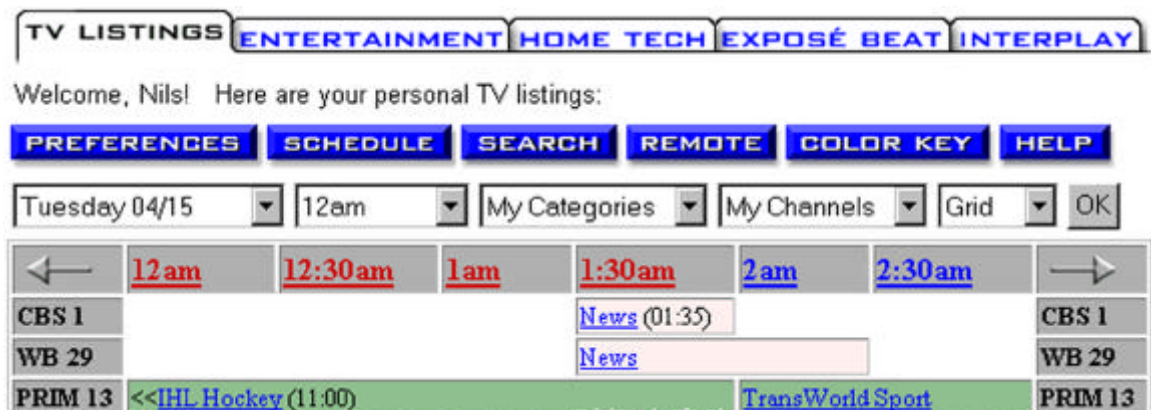 TV LISTINGS ENTERTAINMENT HOME TECH EXPOSÉ BEAT INTERPLAY
Welcome, Nils! Here are your personal TV listings:
PREFERENCES SCHEDULE SEARCH REMOTE COLOR KEY HELP
Tuesday 04/15 12am My Categories My Channels Grid OK
12am 12:30am 1am 1:30am 2am 2:30am
CBS 1 News (01:35) CBS 1
WB 29 News WB 29
PRIM 13 <<IHL Hockey (11:00) TransWorld Sport PRIM 13